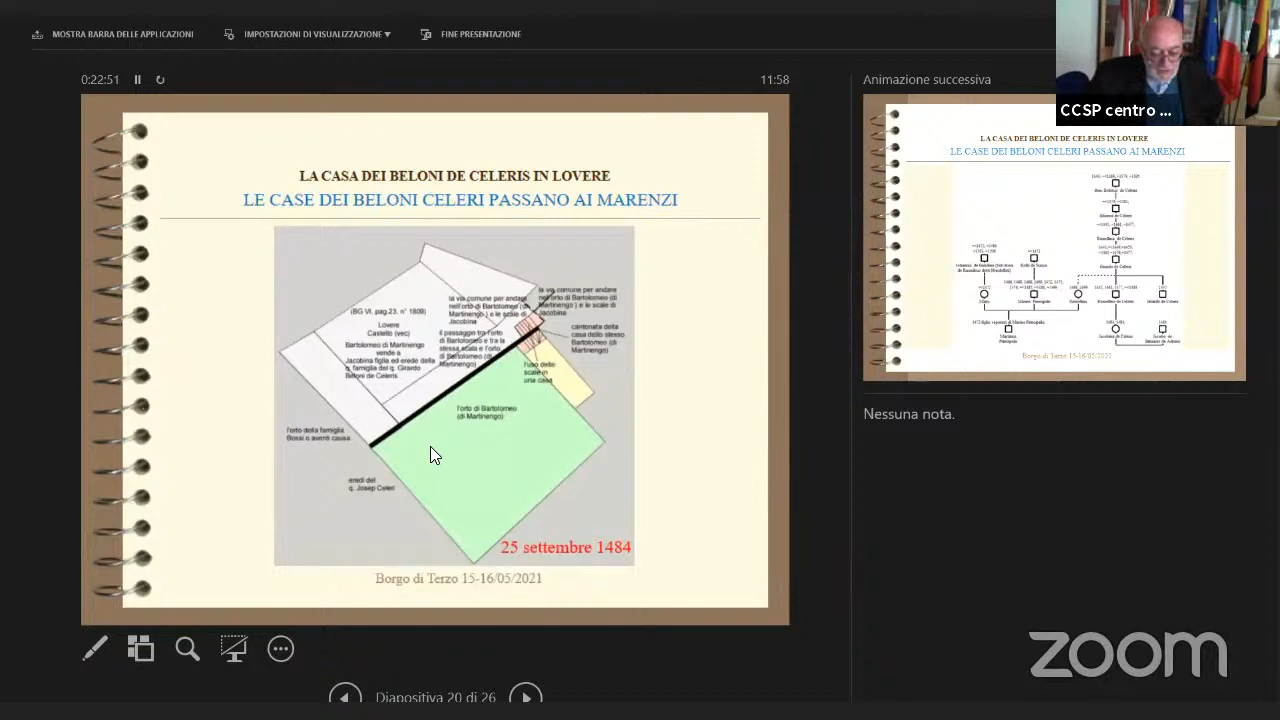 MOSTRA BARRA DELLE APPLICAZIONI
IMPOSTAZIONI DI VISUALIZZAZIONE
FINE PRESENTAZIONE
0:22:51
11:58
Animazione successiva
CCSP centro ...
LA CASA DEI BELONI DE CELERIS IN LOVERE
LE CASE DEI BELONI CELERI PASSANO AI MARENZI
(BG VI, pag.23, n° 1809)
Lovere
Castello (vec)
Bartolomeo di Martinengo
vende a
Jacobina figlia ed erede della
q. famiglia del q. Girardo
Beloni de Celeris
la via comune per andare
nell'orto di Bartolomeo (di
Martinengo ) e le scale di
Jacobina
il passaggio tra l'orto
di Bartolomeo e tra la
stessa scala e l'orto
di Bartolomeo (di
Martinengo)
la via comune per andare
nell'orto di Bartolomeo (di
Martinengo ) e le scale di
Jacobina
cantonata della
casa dello stesso
Bartolomeo (di
Martinengo)
l'uso delle
scale in
una casa
l'orto di Bartolomeo
(di Martinengo)
l'orto della famiglia
Bossi o aventi causa
eredi del
q. Josep Celeri
25 settembre 1484
Borgo di Terzo 15-16/05/2021
LA CASA DEI BELONI DE CELERIS IN LOVERE
LE CASE DEI BELONI CELERI PASSANO AI MARENZI
Borgo di Terzo 15-16/05/2021
Nessuna nota.
Diapositiva 20 di 26
zoom